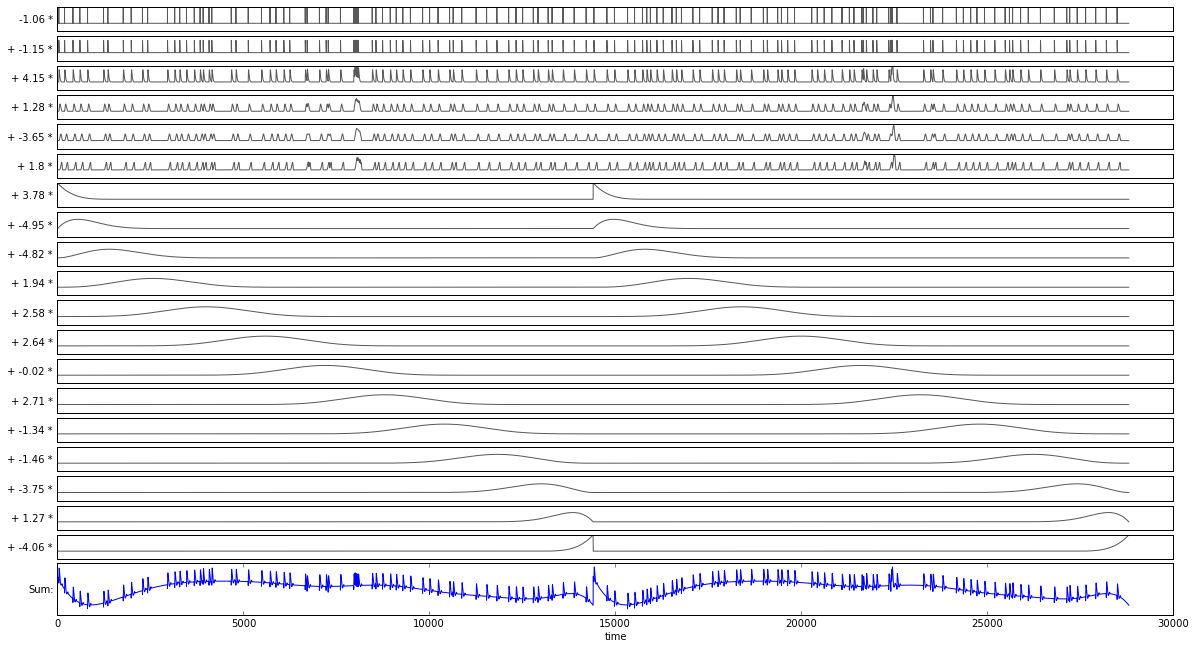 -1.06 *
+ -1.15 *
+ 4.15 *
+ 1.28 *
+ -3.65 *
+ 1.8 *
+ 3.78 *
+ -4.95 *
+ -4.82 *
+ 1.94 *
+ 2.58 *
+ 2.64 *
+ -0.02 *
+ 2.71 *
+ -1.34 *
+ -1.46 *
+ -3.75 *
+ 1.27 *
+ -4.06 *
Sum:
0 5000 10000 15000 20000 25000 30000
time